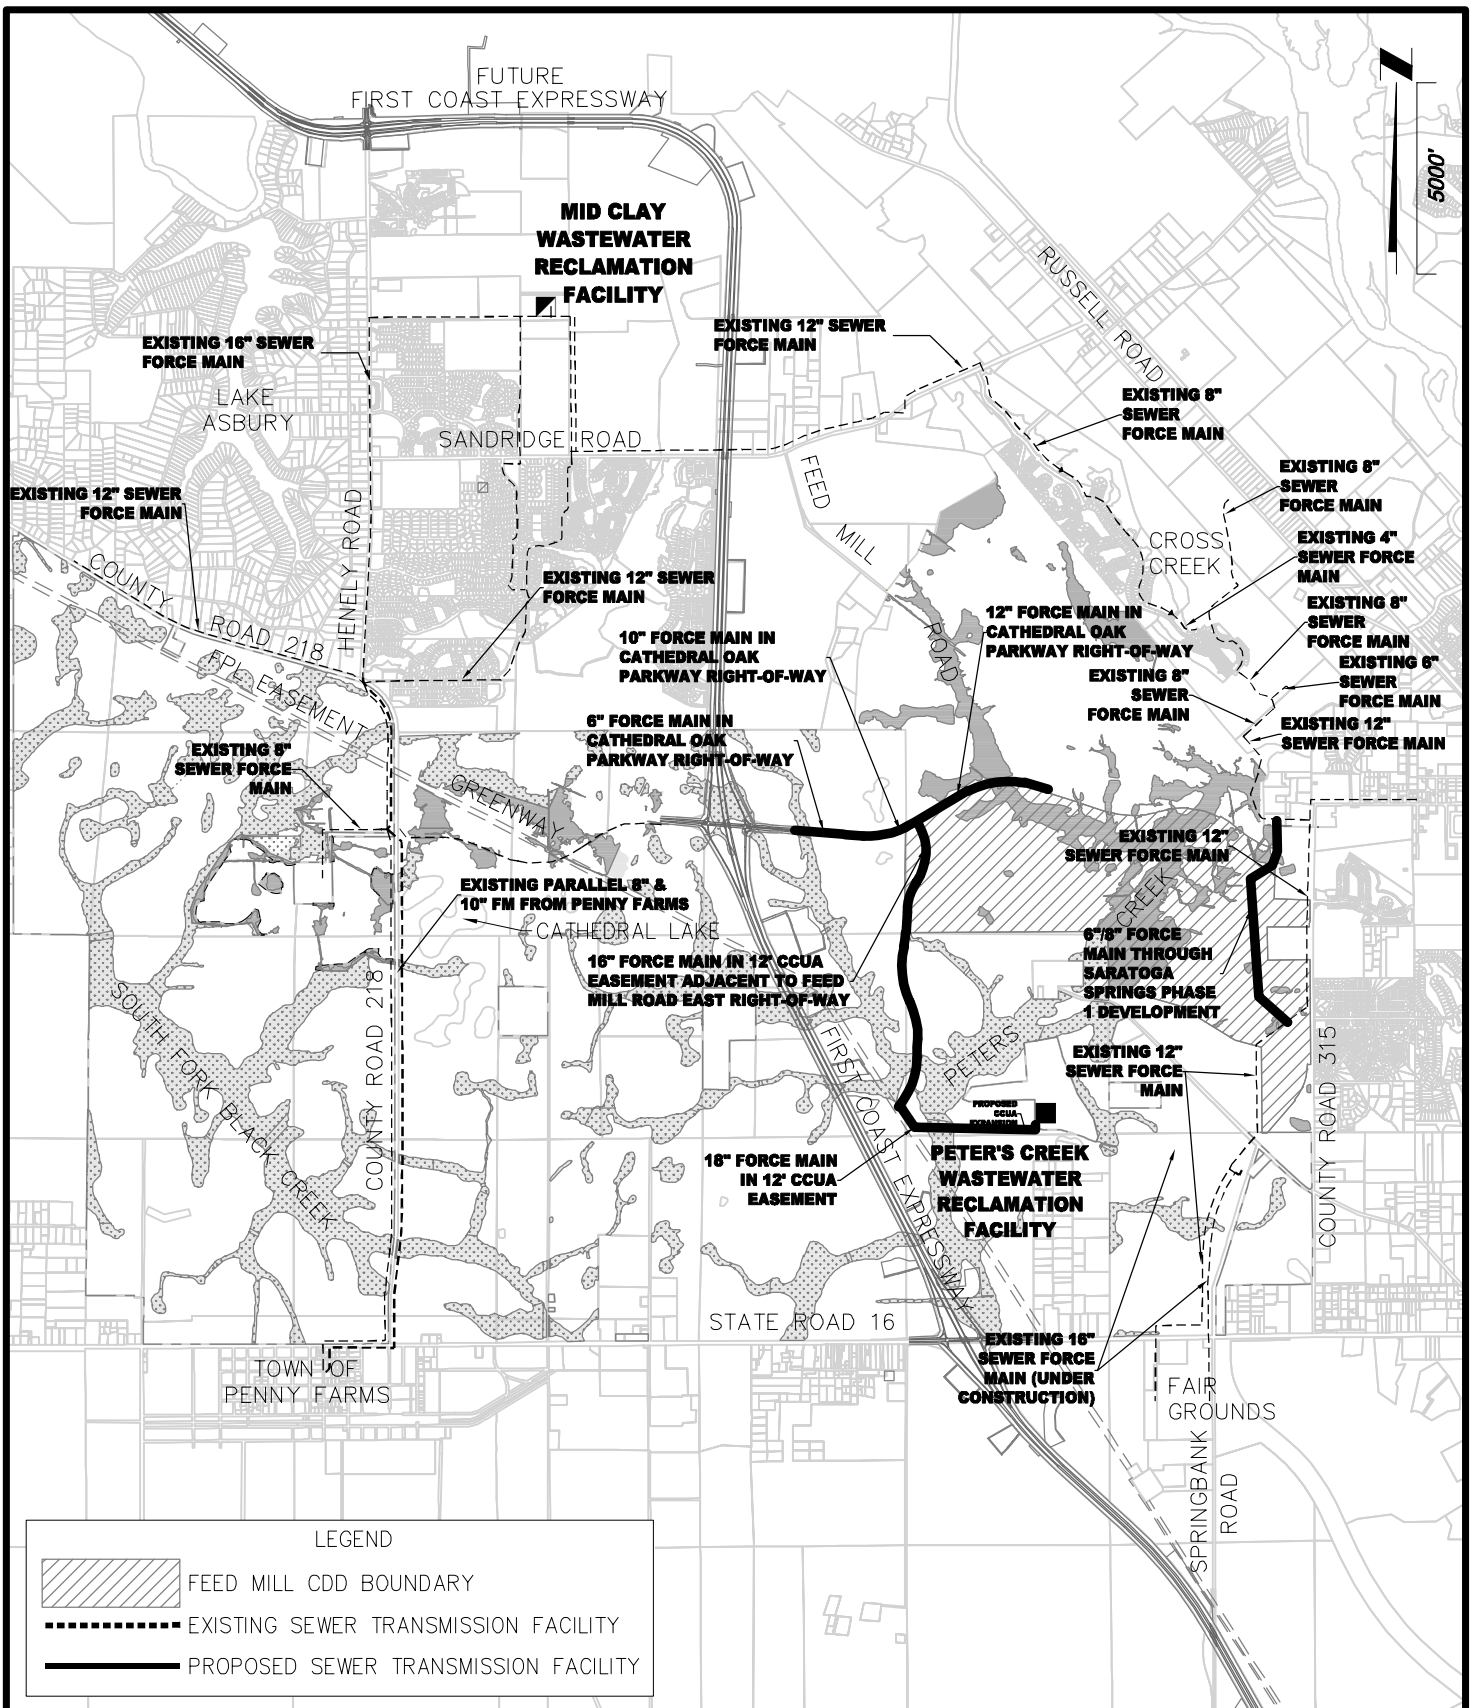 FUTURE
FIRST COAST EXPRESSWAY
5000'
MID CLAY
WASTEWATER
RECLAMATION
FACILITY
RUSSELL ROAD
EXISTING 16" SEWER
FORCE MAIN
EXISTING 12" SEWER
FORCE MAIN
LAKE
ASBURY
EXISTING 8"
SEWER
FORCE MAIN
SANDRIDGE ROAD
FEED
MILL
ROAD
EXISTING 8"
SEWER
FORCE MAIN
EXISTING 12" SEWER
FORCE MAIN
HENELY ROAD
CROSS
CREEK
EXISTING 4"
SEWER FORCE
MAIN
COUNTY
ROAD 218
EXISTING 12" SEWER
FORCE MAIN
EXISTING 8"
SEWER
FORCE MAIN
12" FORCE MAIN IN
CATHEDRAL OAK
PARKWAY RIGHT-OF-WAY
10" FORCE MAIN IN
CATHEDRAL OAK
PARKWAY RIGHT-OF-WAY
FPL EASEMENT
EXISTING 6"
SEWER
FORCE MAIN
EXISTING 8"
SEWER
FORCE MAIN
6" FORCE MAIN IN
CATHEDRAL OAK
PARKWAY RIGHT-OF-WAY
EXISTING 12"
SEWER FORCE MAIN
EXISTING 8"
SEWER FORCE
MAIN
GREENWAY
EXISTING 12"
SEWER FORCE MAIN
EXISTING PARALLEL 8" &
10" FM FROM PENNY FARMS
CATHEDRAL LAKE
CREEK
6"/8" FORCE
MAIN THROUGH
SARATOGA
SPRINGS PHASE
1 DEVELOPMENT
16" FORCE MAIN IN 12' CCUA
EASEMENT ADJACENT TO FEED
MILL ROAD EAST RIGHT-OF-WAY
SOUTH FORK BLACK CREEK
COUNTY ROAD 218
FIRST COAST EXPRESSWAY
PETERS
EXISTING 12"
SEWER FORCE
MAIN
COUNTY ROAD 315
PROPOSED
CCUA
EXPANSION
18" FORCE MAIN
IN 12' CCUA
EASEMENT
PETER'S CREEK
WASTEWATER
RECLAMATION
FACILITY
STATE ROAD 16
EXISTING 16"
SEWER FORCE
MAIN (UNDER
CONSTRUCTION)
TOWN OF
PENNY FARMS
FAIR
GROUNDS
SPRINGBANK
ROAD
LEGEND
FEED MILL CDD BOUNDARY
EXISTING SEWER TRANSMISSION FACILITY
PROPOSED SEWER TRANSMISSION FACILITY